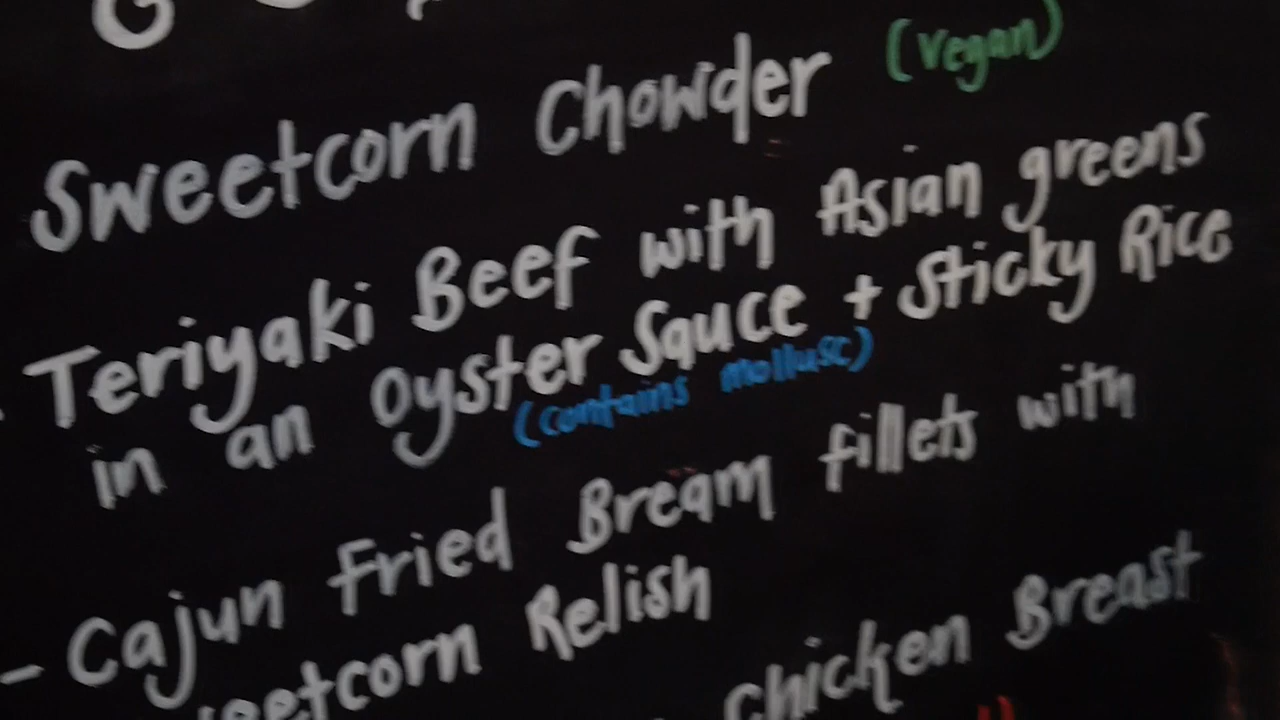 Sweetcorn Chowder (vegan)
Teriyaki Beef with Asian greens
in an oyster Sauce + Sticky Rice
(contains mollusc)
- Cajun Fried Bream fillets with
Relish
Chicken Breast